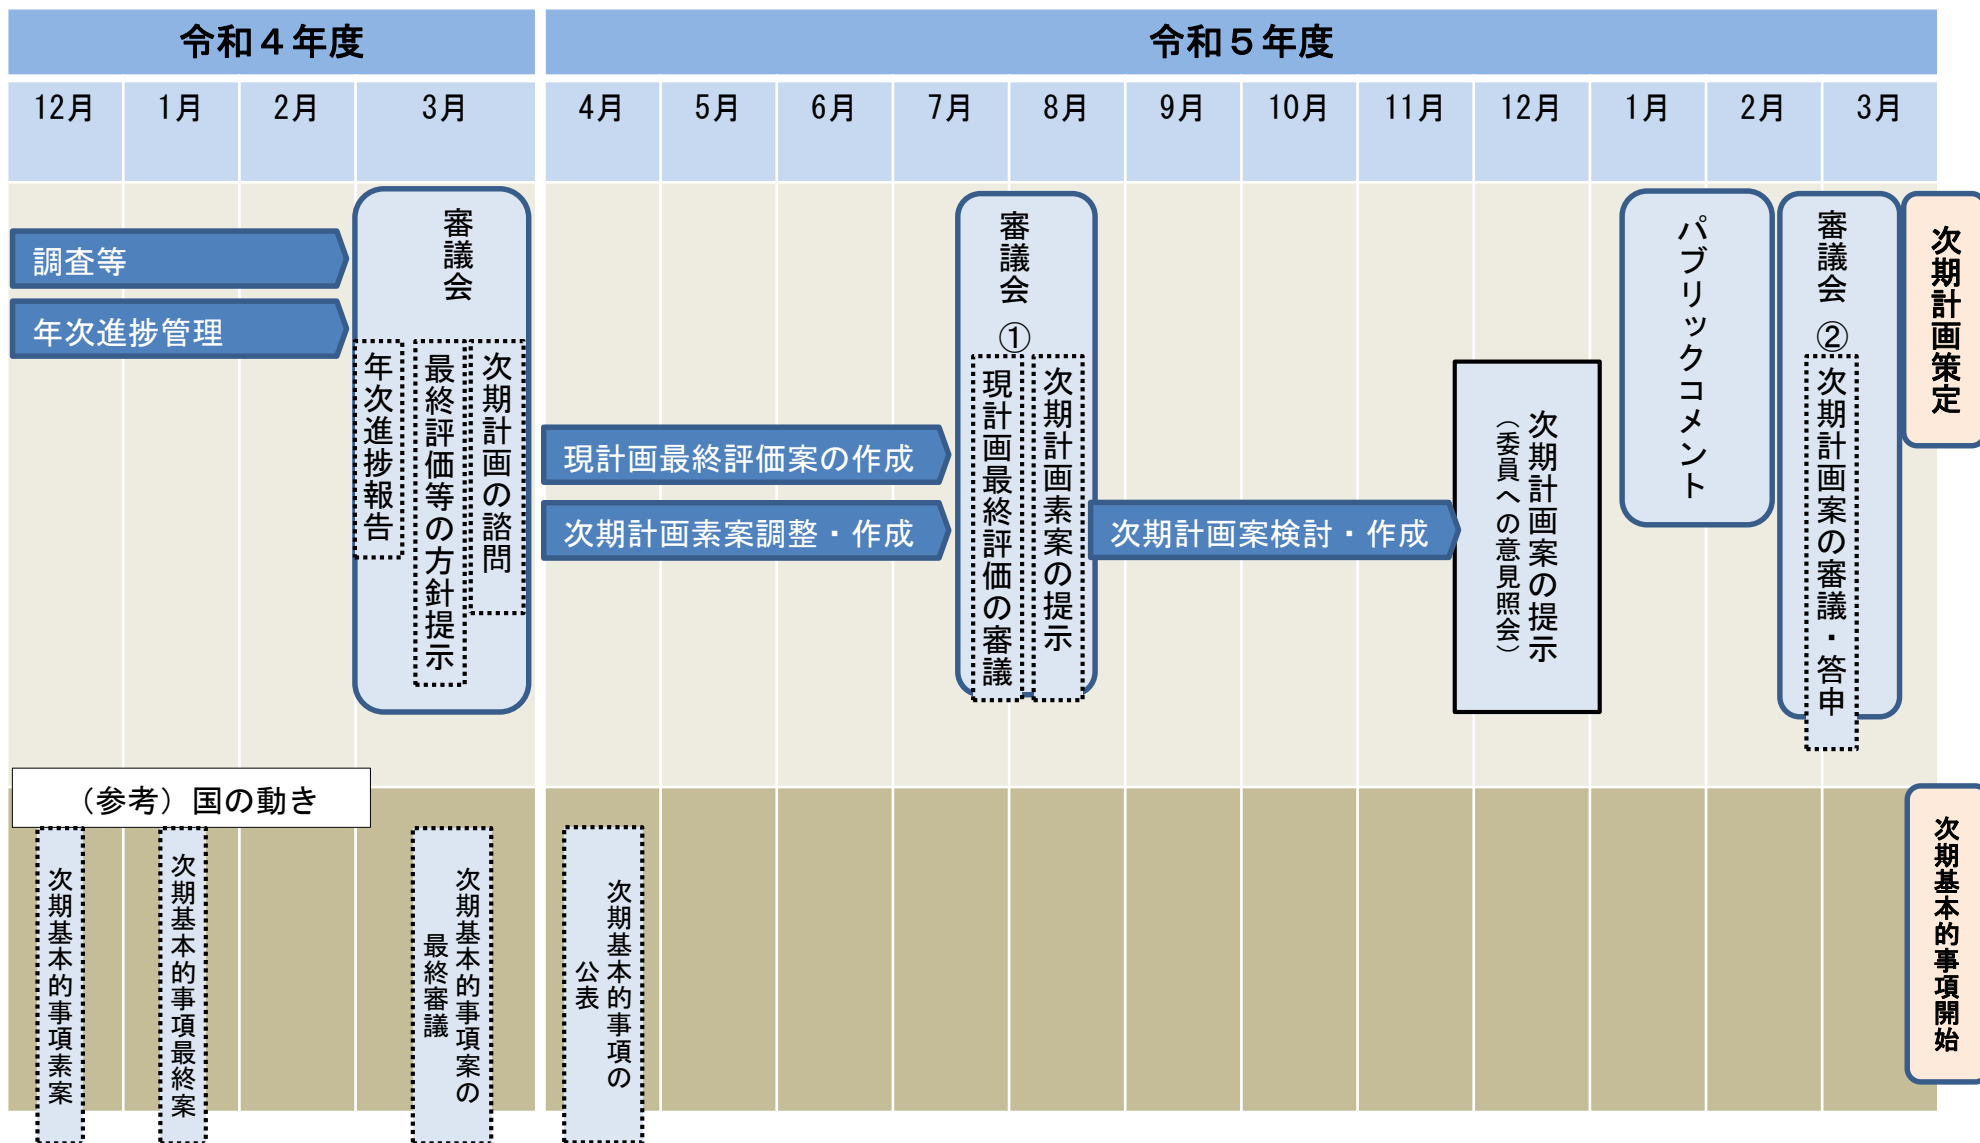 令和４年度
令和５年度
12月
1月
2月
3月
4月
5月
6月
7月
8月
9月
10月
11月
12月
1月
2月
3月
調査等
年次進捗管理
審議会
年次進捗報告
最終評価等の方針提示
次期計画の諮問
現計画最終評価案の作成
次期計画素案調整・作成
審議会①
現計画最終評価の審議
次期計画素案の提示
次期計画案検討・作成
次期計画案の提示
（委員への意見照会）
パブリックコメント
審議会②
次期計画案の審議・答申
次期計画策定
（参考）国の動き
次期基本的事項素案
次期基本的事項最終案
次期基本的事項案の
最終審議
次期基本的事項の
公表
次期基本的事項開始